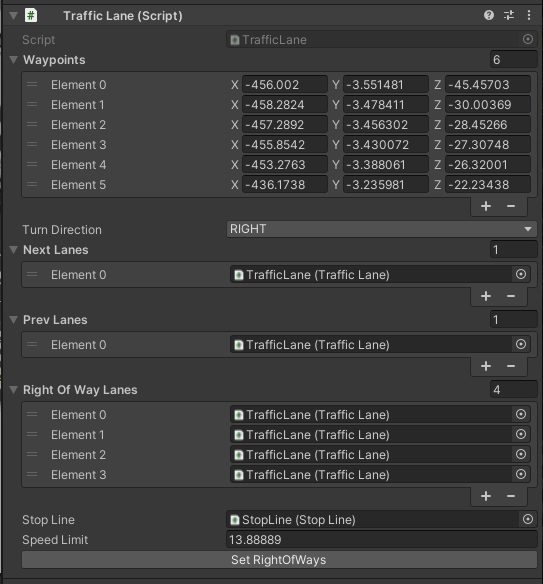 Traffic Lane (Script)
Script TrafficLane
Waypoints 6
Element 0 X -456.002 Y -3.551481 Z -45.45703
Element 1 X -458.2824 Y -3.478411 Z -30.00369
Element 2 X -457.2892 Y -3.456302 Z -28.45266
Element 3 X -455.8542 Y -3.430072 Z -27.30748
Element 4 X -453.2763 Y -3.388061 Z -26.32001
Element 5 X -436.1738 Y -3.235981 Z -22.23438
+ −
Turn Direction RIGHT
Next Lanes 1
Element 0 TrafficLane (Traffic Lane)
+ −
Prev Lanes 1
Element 0 TrafficLane (Traffic Lane)
+ −
Right Of Way Lanes 4
Element 0 TrafficLane (Traffic Lane)
Element 1 TrafficLane (Traffic Lane)
Element 2 TrafficLane (Traffic Lane)
Element 3 TrafficLane (Traffic Lane)
+ −
Stop Line StopLine (Stop Line)
Speed Limit 13.88889
Set RightOfWays